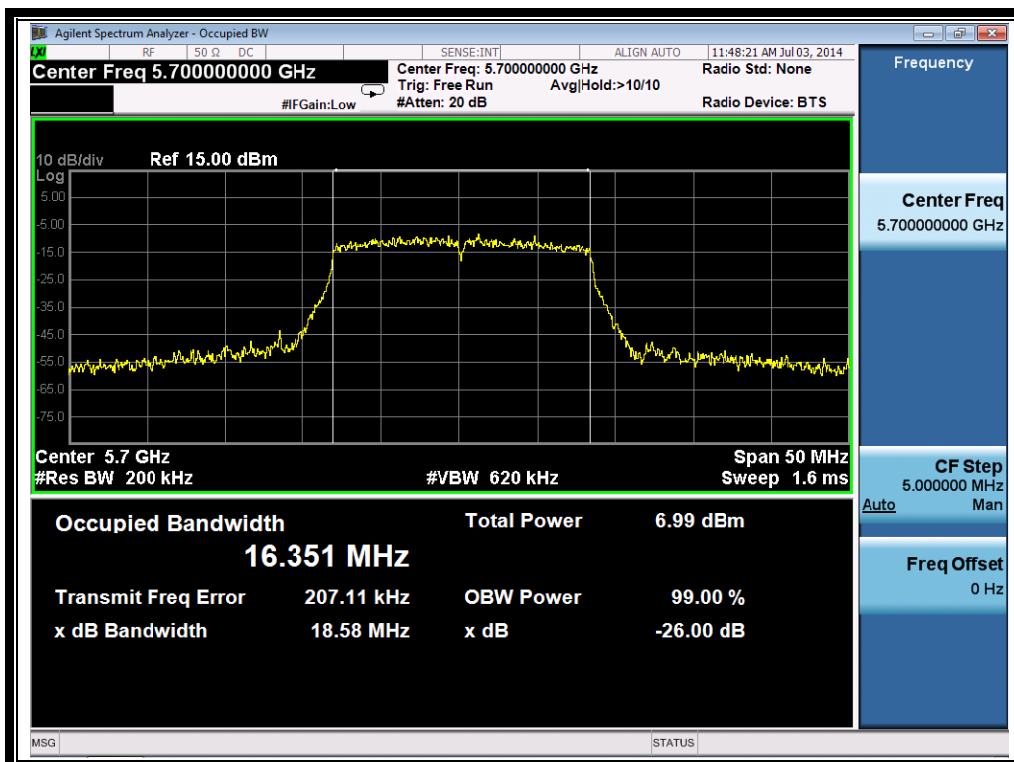 Agilent Spectrum Analyzer - Occupied BW
LXI RF 50 Ω DC SENSE:INT ALIGN AUTO 11:48:21 AM Jul 03, 2014
Center Freq 5.700000000 GHz
#IFGain:Low
Center Freq: 5.700000000 GHz
Trig: Free Run Avg|Hold:>10/10
#Atten: 20 dB
Radio Std: None
Radio Device: BTS
10 dB/div Ref 15.00 dBm
Log
5.00
-5.00
-15.0
-25.0
-35.0
-45.0
-55.0
-65.0
-75.0
Center 5.7 GHz Span 50 MHz
#Res BW 200 kHz #VBW 620 kHz Sweep 1.6 ms
Occupied Bandwidth Total Power 6.99 dBm
16.351 MHz
Transmit Freq Error 207.11 kHz OBW Power 99.00 %
x dB Bandwidth 18.58 MHz x dB -26.00 dB
MSG STATUS
Frequency
Center Freq
5.700000000 GHz
CF Step
5.000000 MHz
Auto Man
Freq Offset
0 Hz